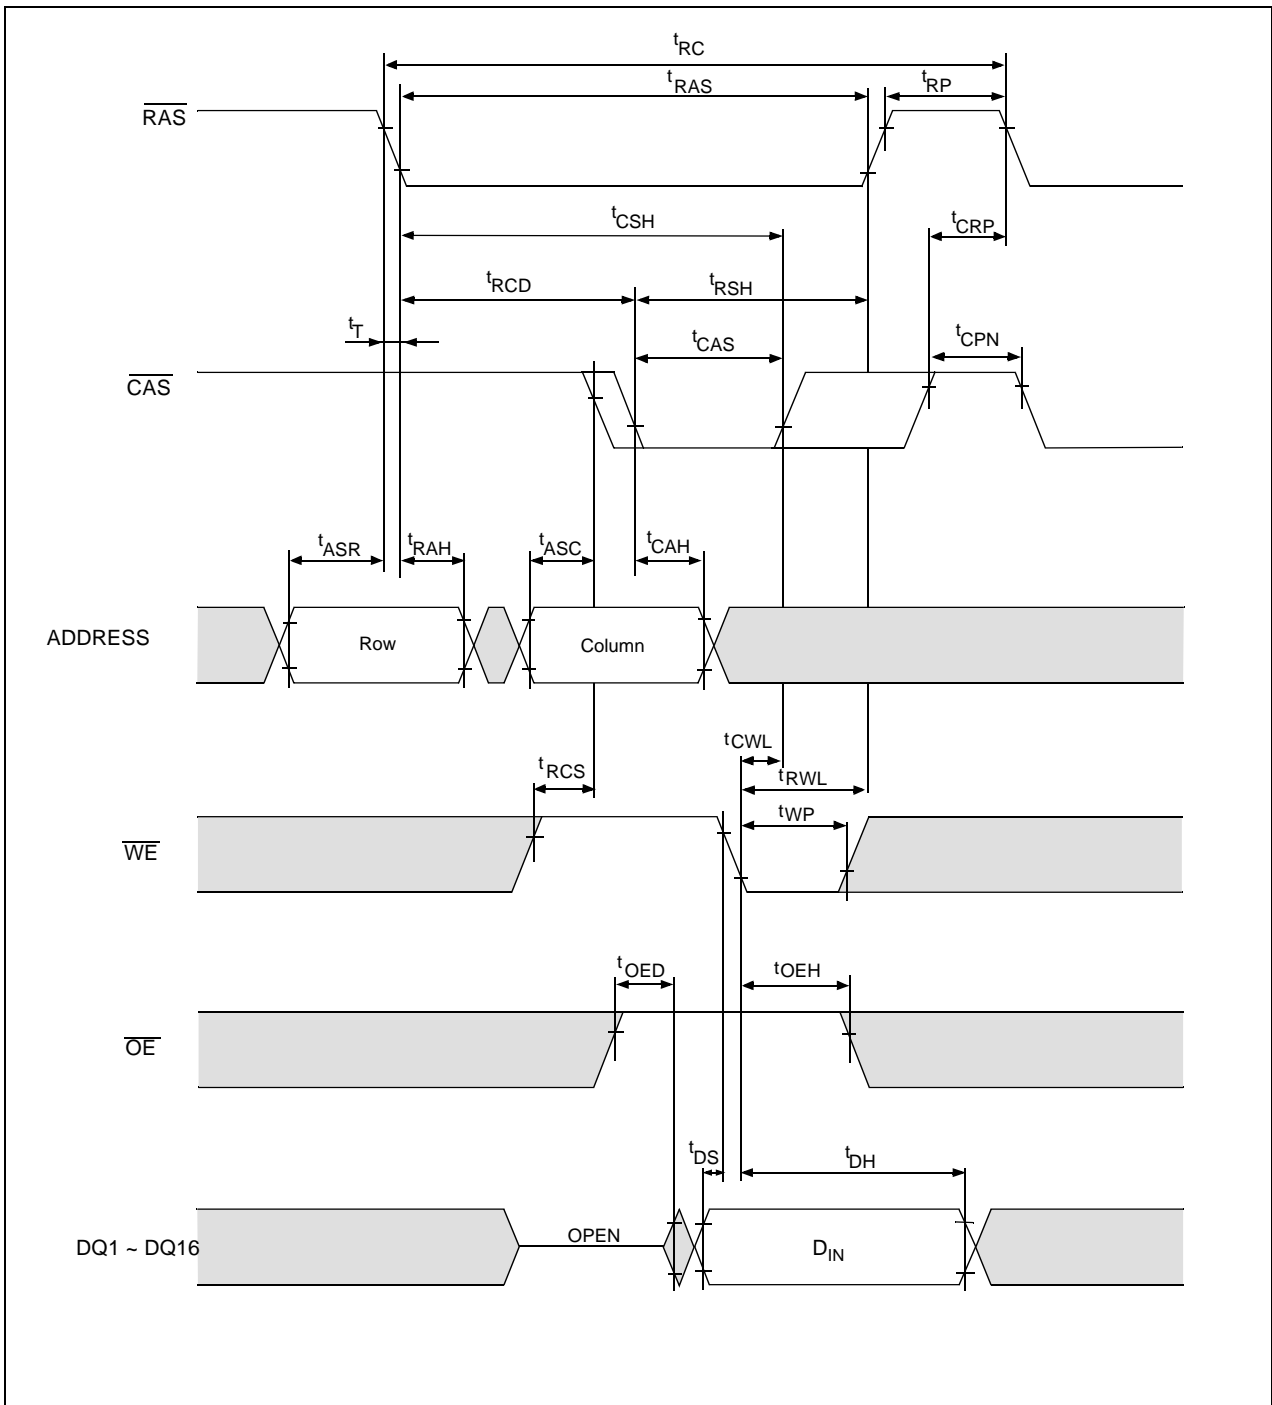 tRC
tRAS
tRP
RAS
tCSH
tCRP
tRCD
tRSH
tT
tCAS
tCPN
CAS
tASR
tRAH
tASC
tCAH
ADDRESS
Row
Column
tCWL
tRCS
tRWL
tWP
WE
tOED
tOEH
OE
tDS
tDH
DQ1 ~ DQ16
OPEN
DIN